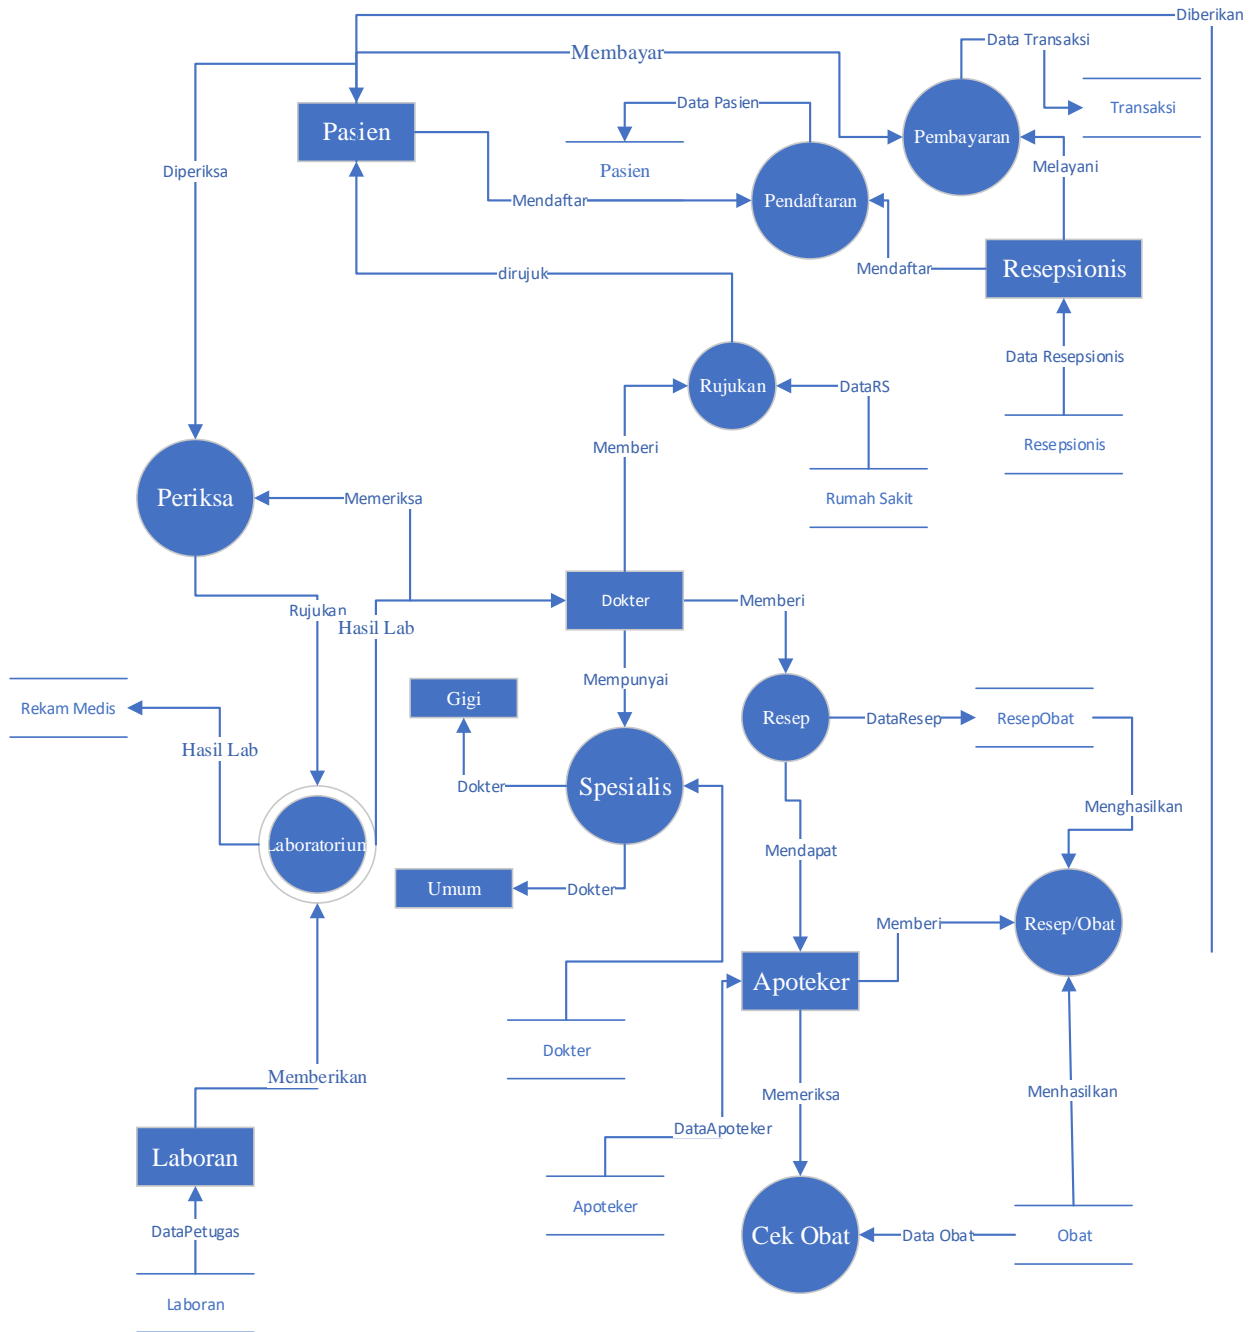 Diberikan
Data Transaksi
Membayar
Data Pasien
Transaksi
Pasien
Pembayaran
Diperiksa
Pasien
Melayani
Mendaftar
Pendaftaran
Mendaftar
Resepsionis
dirujuk
Data Resepsionis
Rujukan
DataRS
Memberi
Resepsionis
Periksa
Memeriksa
Rumah Sakit
Rujukan
Hasil Lab
Dokter
Memberi
Mempunyai
Gigi
Rekam Medis
Resep
DataResep
ResepObat
Hasil Lab
Dokter
Spesialis
Menghasilkan
Laboratorium
Mendapat
Umum
Dokter
Memberi
Resep/Obat
Apoteker
Dokter
Memberikan
Memeriksa
Menhasilkan
DataApoteker
Laboran
Apoteker
DataPetugas
Cek Obat
Data Obat
Obat
Laboran